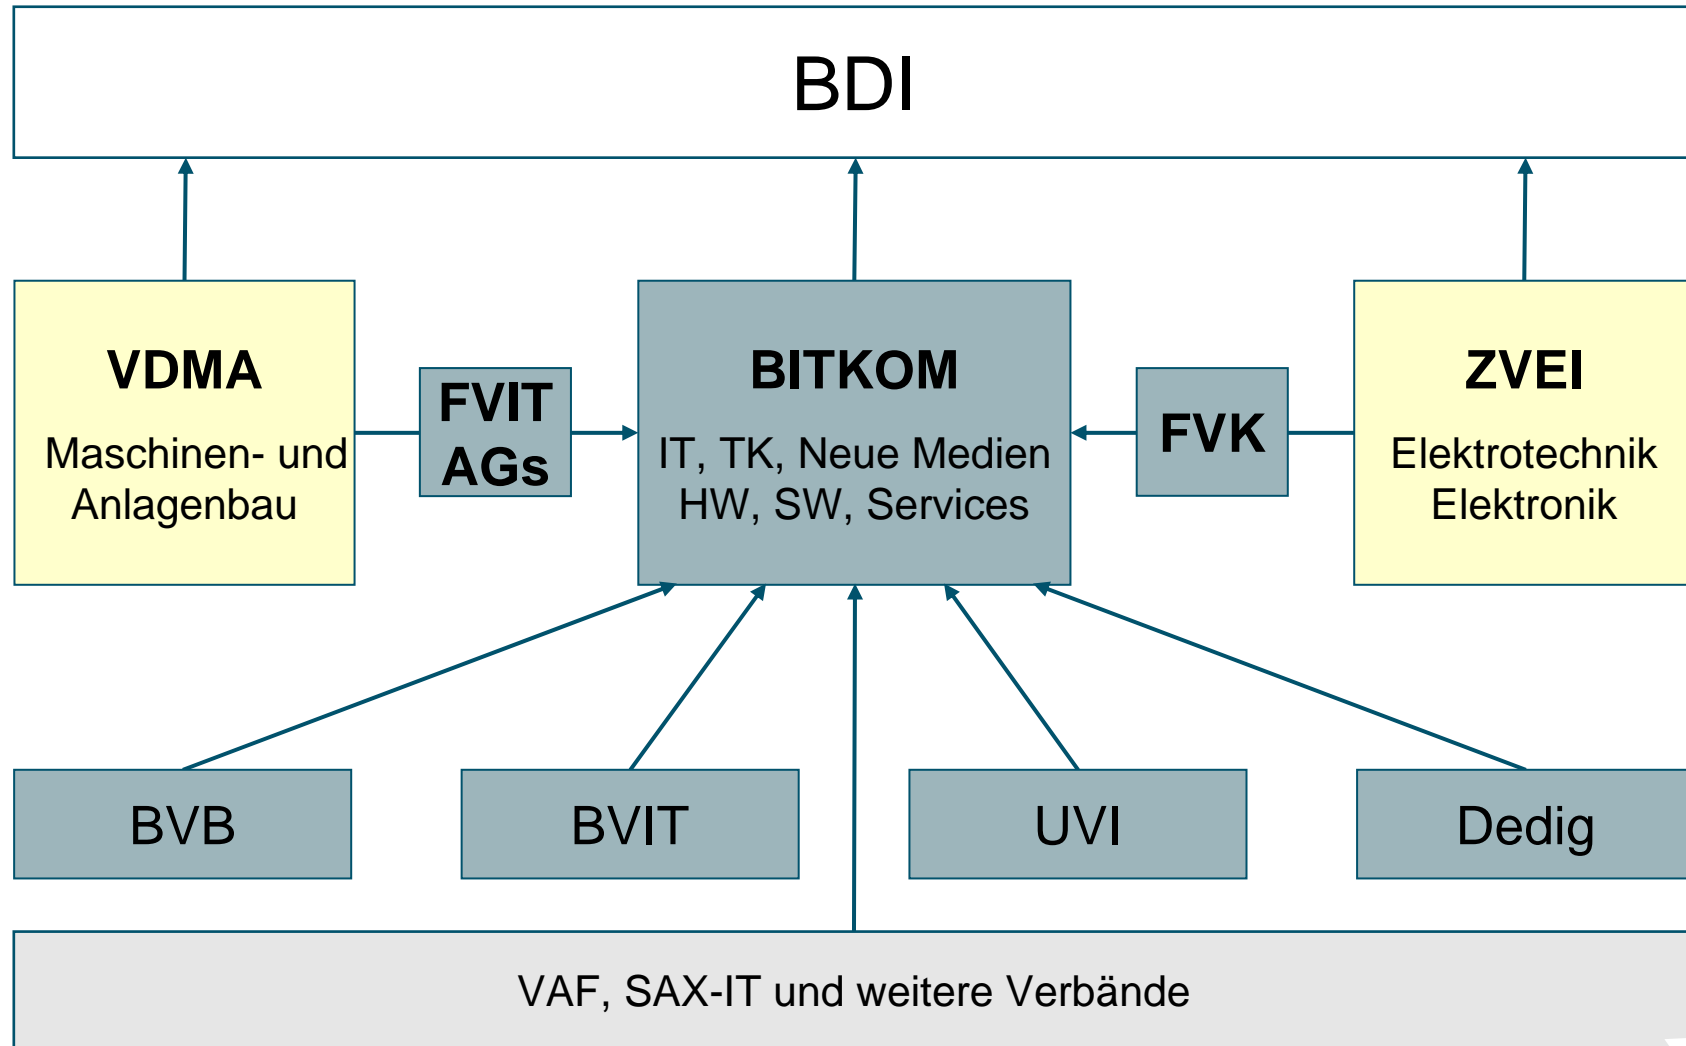 BDI
VDMA
Maschinen- und
Anlagenbau
FVIT
AGs
BITKOM
IT, TK, Neue Medien
HW, SW, Services
FVK
ZVEI
Elektrotechnik
Elektronik
BVB
BVIT
UVI
Dedig
VAF, SAX-IT und weitere Verbände